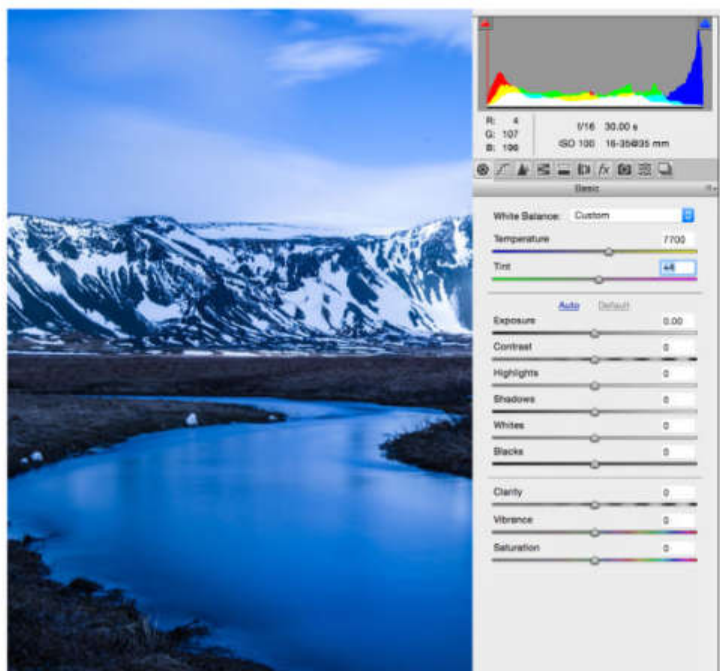 R: 4
G: 107
B: 196
f/16 30.00 s
ISO 100 16-35@35 mm
fx
Basic
White Balance: Custom
Temperature 7700
Tint +4
Auto Default
Exposure 0.00
Contrast 0
Highlights 0
Shadows 0
Whites 0
Blacks 0
Clarity 0
Vibrance 0
Saturation 0